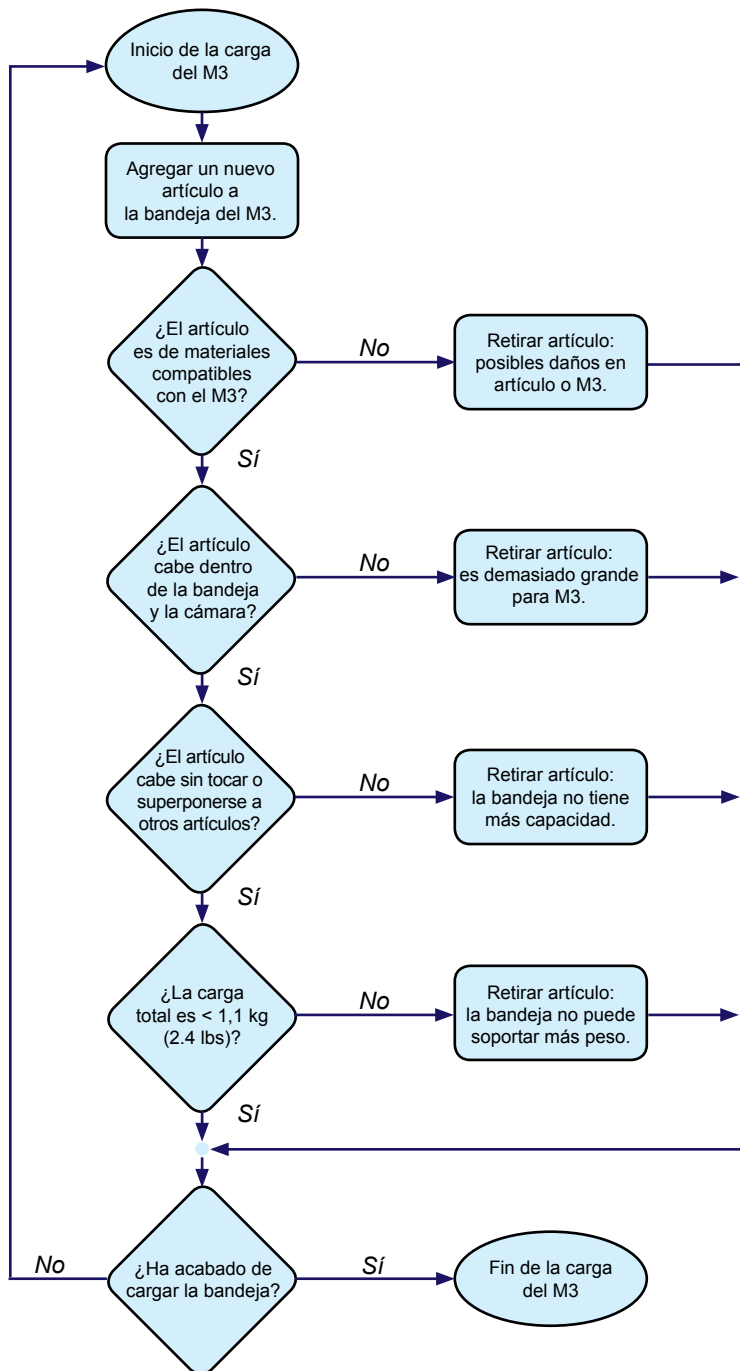 Inicio de la carga
del M3
Agregar un nuevo
artículo a
la bandeja del M3.
¿El artículo
es de materiales
compatibles
con el M3?
No
Retirar artículo:
posibles daños en
artículo o M3.
Sí
¿El artículo
cabe dentro
de la bandeja
y la cámara?
No
Retirar artículo:
es demasiado grande
para M3.
Sí
¿El artículo
cabe sin tocar o
superponerse a
otros artículos?
No
Retirar artículo:
la bandeja no tiene
más capacidad.
Sí
¿La carga
total es < 1,1 kg
(2.4 lbs)?
No
Retirar artículo:
la bandeja no puede
soportar más peso.
Sí
¿Ha acabado de
cargar la bandeja?
No
Sí
Fin de la carga
del M3